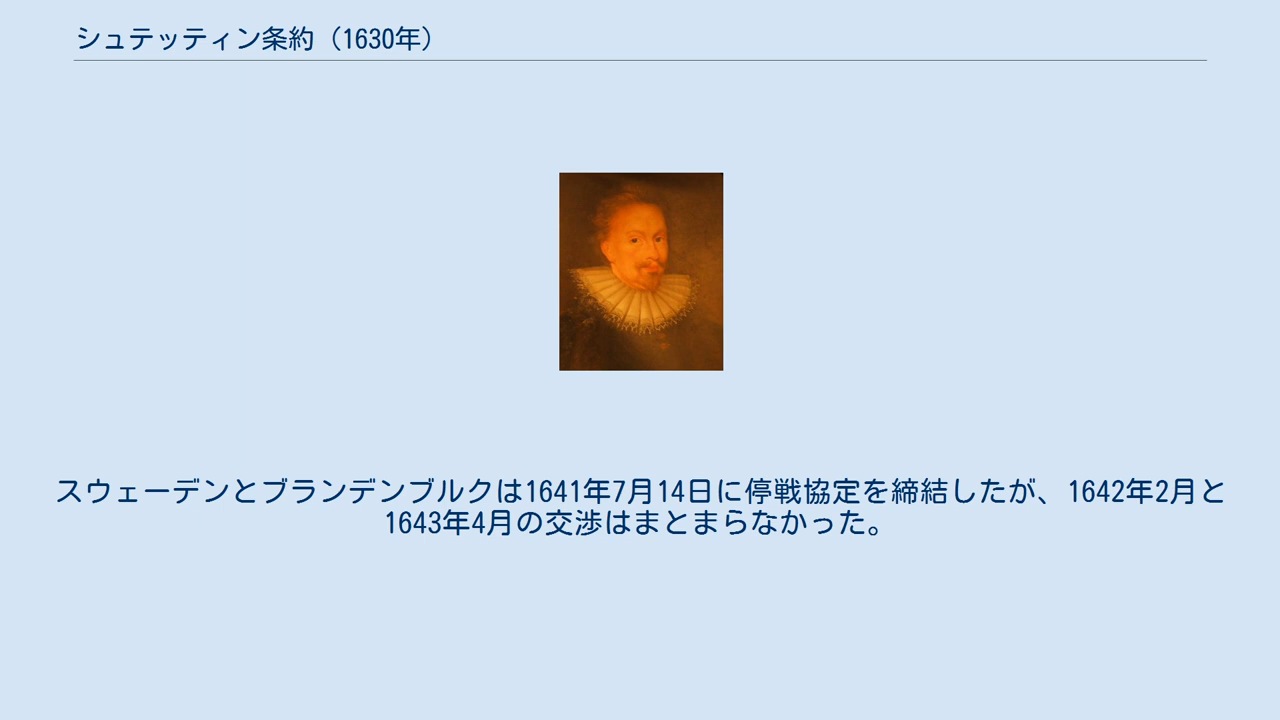 シュテッティン条約（1630年）
スウェーデンとブランデンブルクは1641年7月14日に停戦協定を締結したが、1642年2月と
1643年4月の交渉はまとまらなかった。